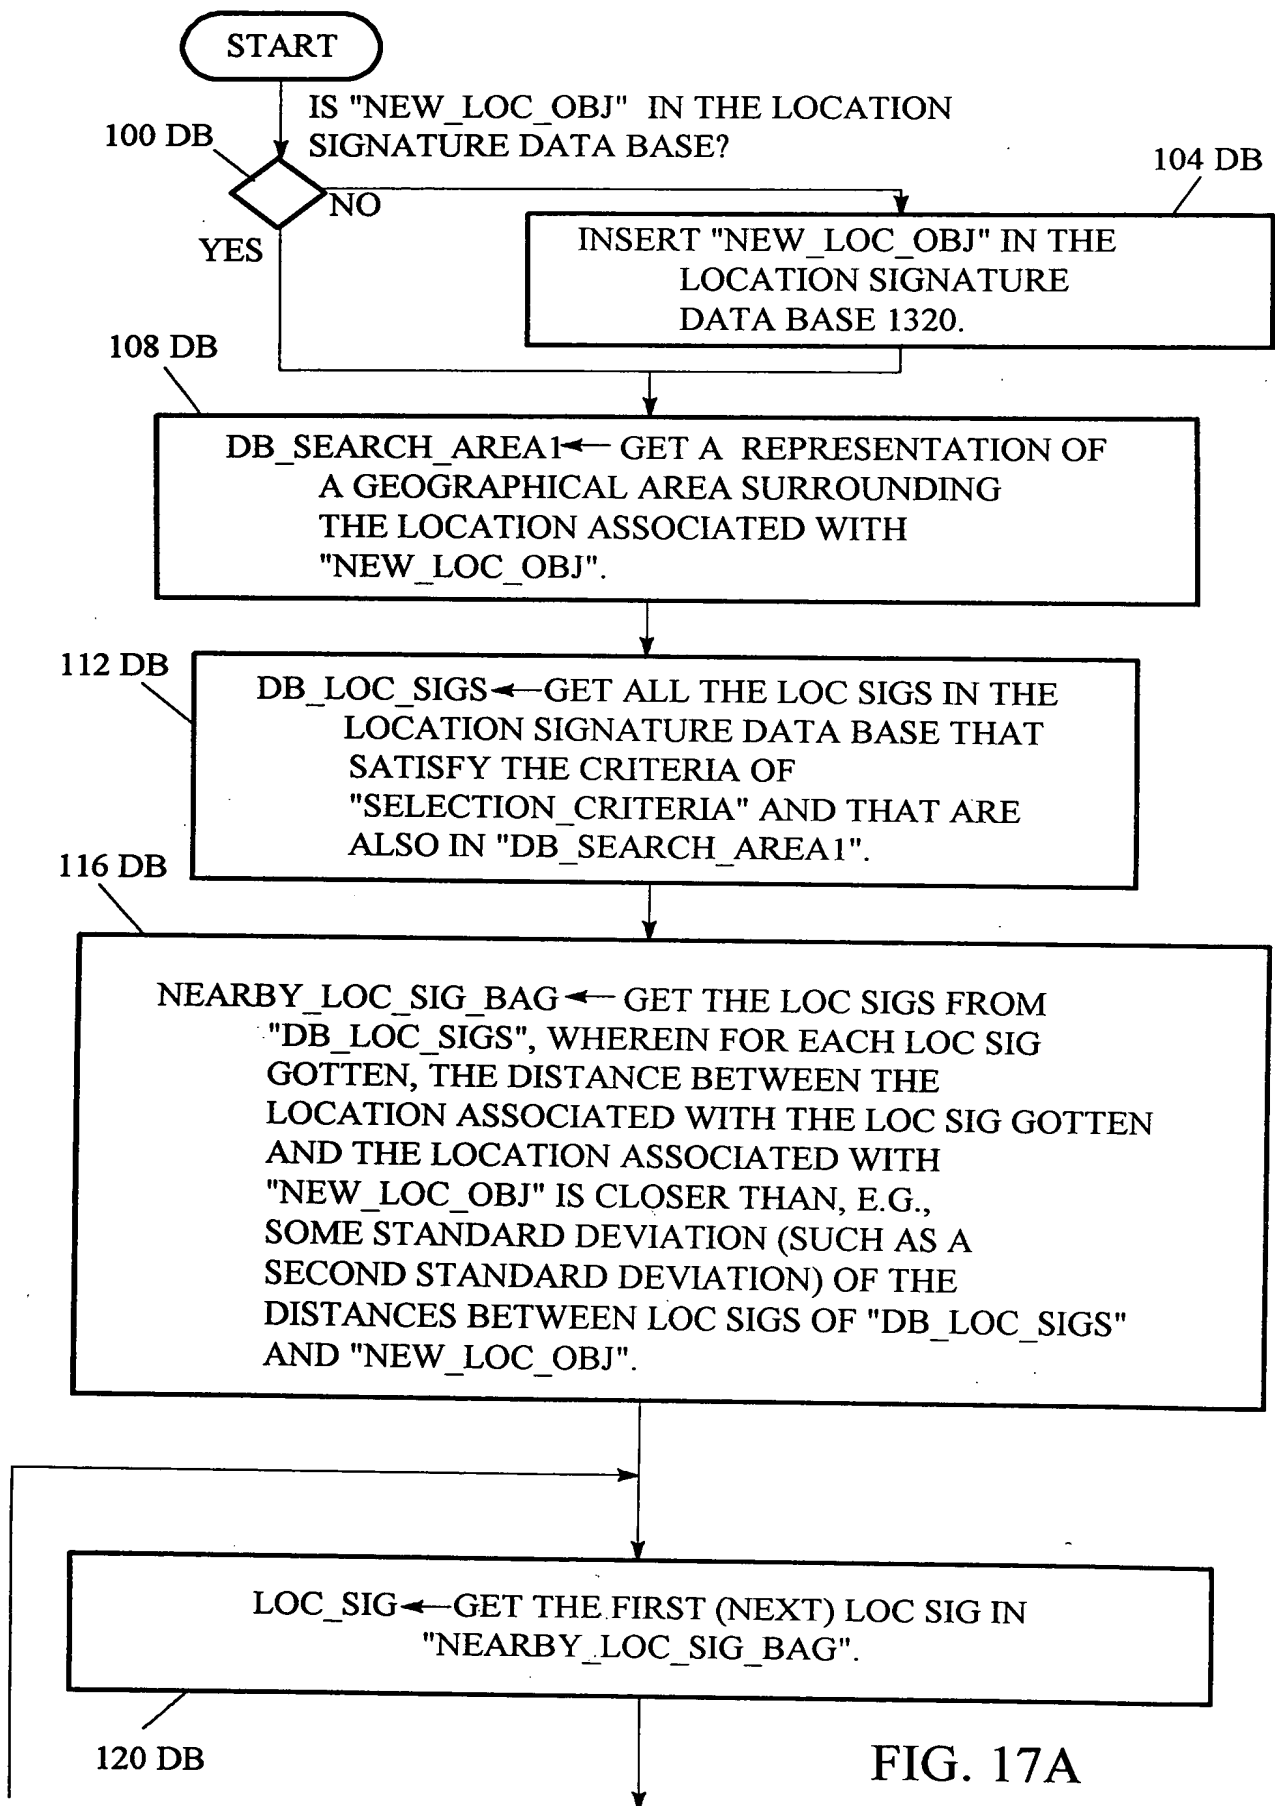 START
IS "NEW_LOC_OBJ" IN THE LOCATION
SIGNATURE DATA BASE?
100 DB
NO
YES
104 DB
INSERT "NEW_LOC_OBJ" IN THE
LOCATION SIGNATURE
DATA BASE 1320.
108 DB
DB_SEARCH_AREA1← GET A REPRESENTATION OF
A GEOGRAPHICAL AREA SURROUNDING
THE LOCATION ASSOCIATED WITH
"NEW_LOC_OBJ".
112 DB
DB_LOC_SIGS←GET ALL THE LOC SIGS IN THE
LOCATION SIGNATURE DATA BASE THAT
SATISFY THE CRITERIA OF
"SELECTION_CRITERIA" AND THAT ARE
ALSO IN "DB_SEARCH_AREA1".
116 DB
NEARBY_LOC_SIG_BAG← GET THE LOC SIGS FROM
"DB_LOC_SIGS", WHEREIN FOR EACH LOC SIG
GOTTEN, THE DISTANCE BETWEEN THE
LOCATION ASSOCIATED WITH THE LOC SIG GOTTEN
AND THE LOCATION ASSOCIATED WITH
"NEW_LOC_OBJ" IS CLOSER THAN, E.G.,
SOME STANDARD DEVIATION (SUCH AS A
SECOND STANDARD DEVIATION) OF THE
DISTANCES BETWEEN LOC SIGS OF "DB_LOC_SIGS"
AND "NEW_LOC_OBJ".
LOC_SIG←GET THE FIRST (NEXT) LOC SIG IN
"NEARBY_LOC_SIG_BAG".
120 DB
FIG. 17A